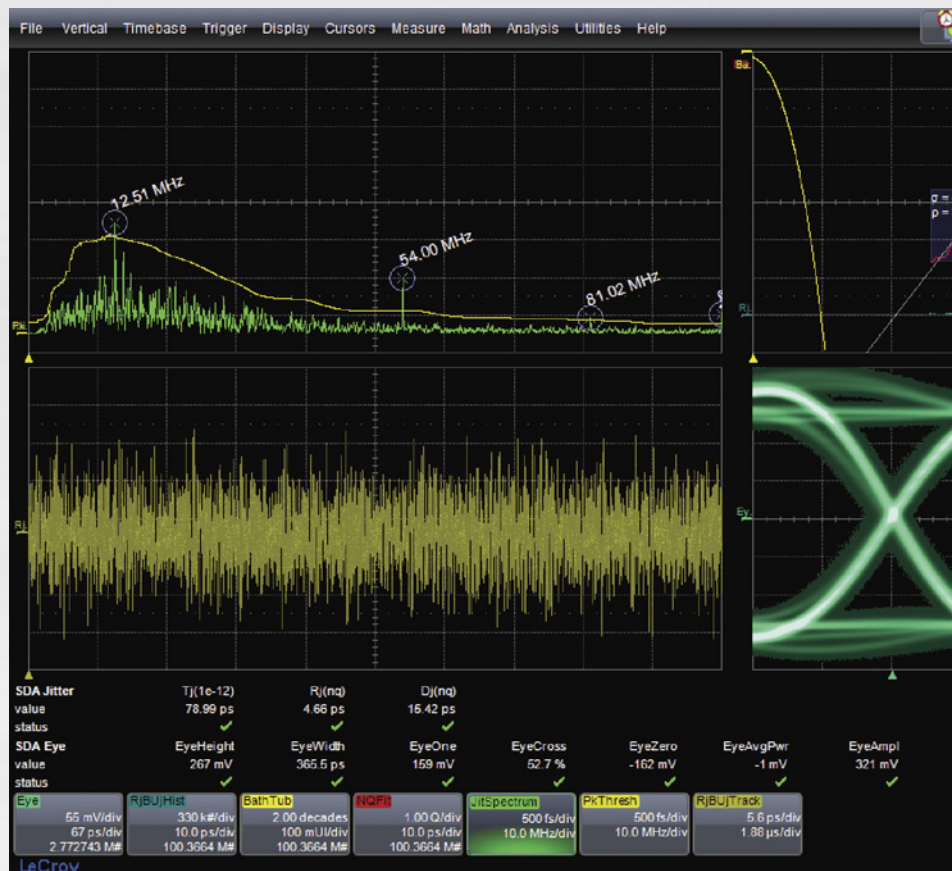 File Vertical Timebase Trigger Display Cursors Measure Math Analysis Utilities Help
Ba.
12.51 MHz
54.00 MHz
81.02 MHz
σ =
ρ =
Rj.
Rj.
Ey.
SDA Jitter Tj(1e-12) Rj(nq) Dj(nq)
value 78.99 ps 4.66 ps 15.42 ps
status
SDA Eye EyeHeight EyeWidth EyeOne EyeCross EyeZero EyeAvgPwr EyeAmpl
value 267 mV 365.5 ps 159 mV 52.7 % -162 mV -1 mV 321 mV
status
Eye RjBUjHist BathTub NQFit JitSpectrum PkThresh RjBUjTrack
55 mV/div 330 k#/div 2.00 decades 1.00 Q/div 500 fs/div 500 fs/div 5.6 ps/div
67 ps/div 10.0 ps/div 100 mUI/div 10.0 ps/div 10.0 MHz/div 10.0 MHz/div 1.88 µs/div
2.772743 M# 100.3664 M# 100.3664 M# 100.3664 M#
LeCroy